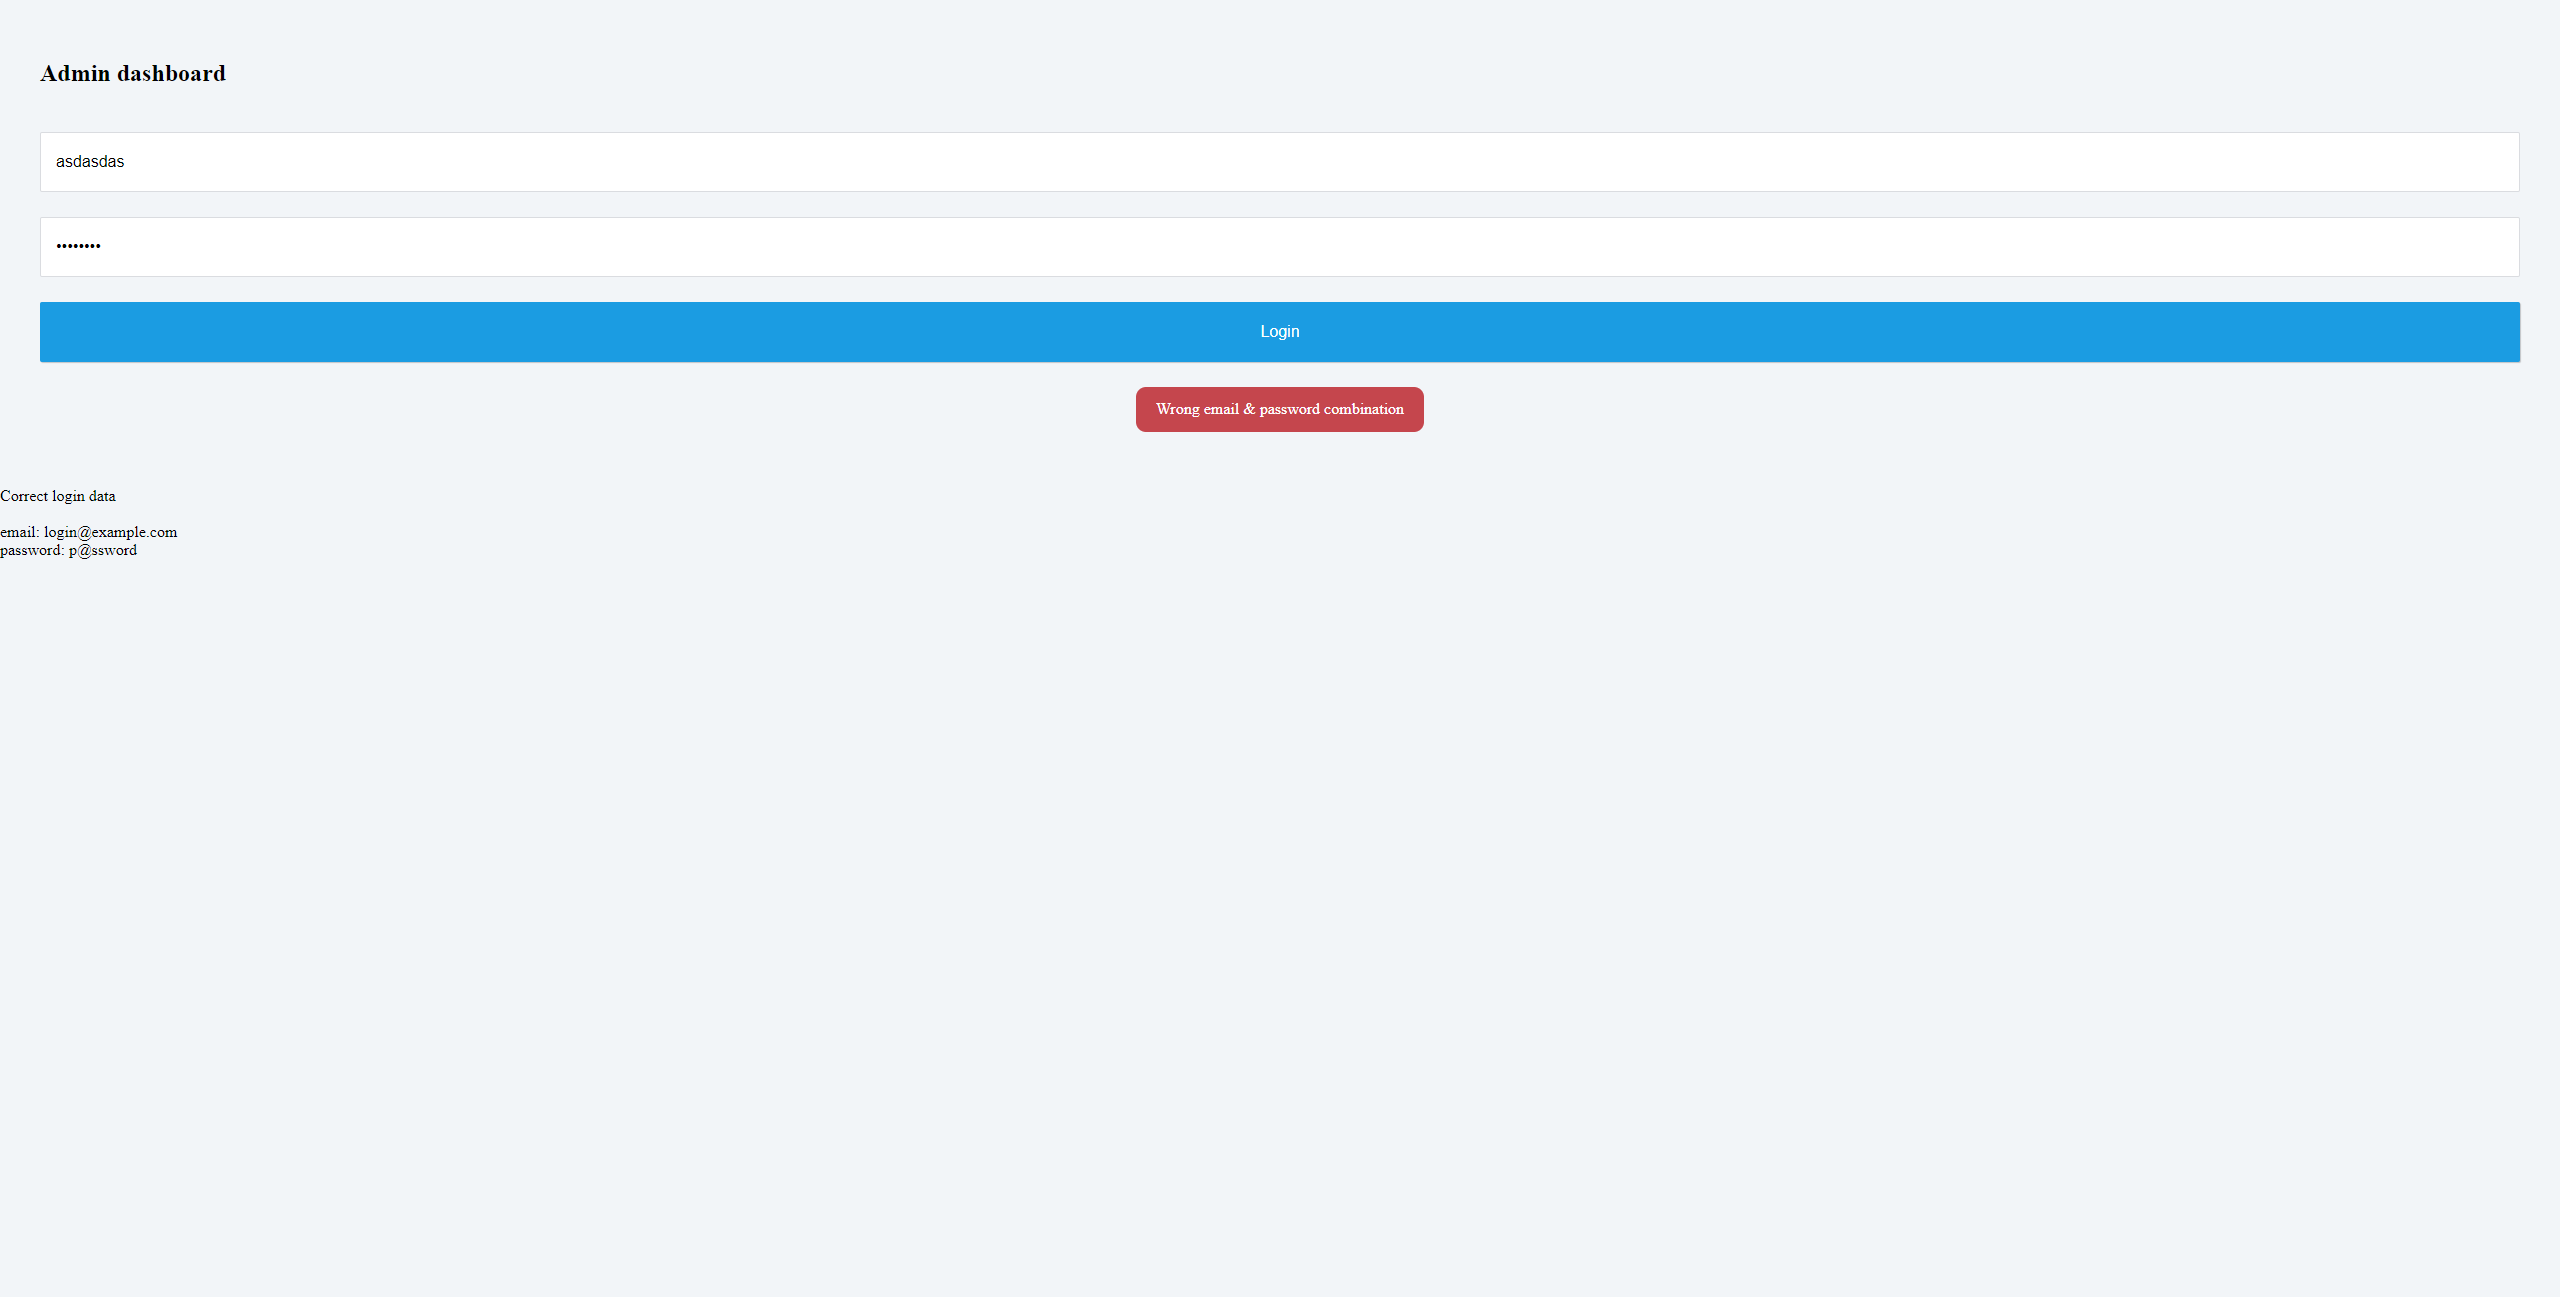 Admin dashboard
asdasdas
••••••••
Login
Wrong email & password combination
Correct login data
email: login@example.com
password: p@ssword